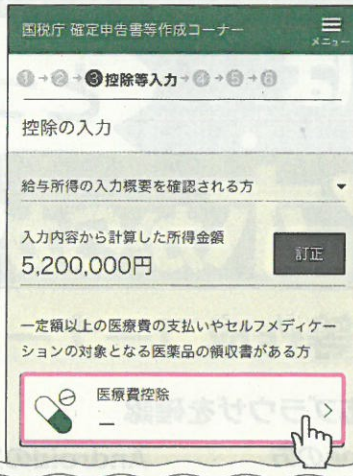 国税庁 確定申告書等作成コーナー
メニュー
①→②→❸控除等入力→④→⑤→⑥
控除の入力
給与所得の入力概要を確認される方
入力内容から計算した所得金額
5,200,000円
訂正
一定額以上の医療費の支払いやセルフメディケー
ションの対象となる医薬品の領収書がある方
医療費控除
―